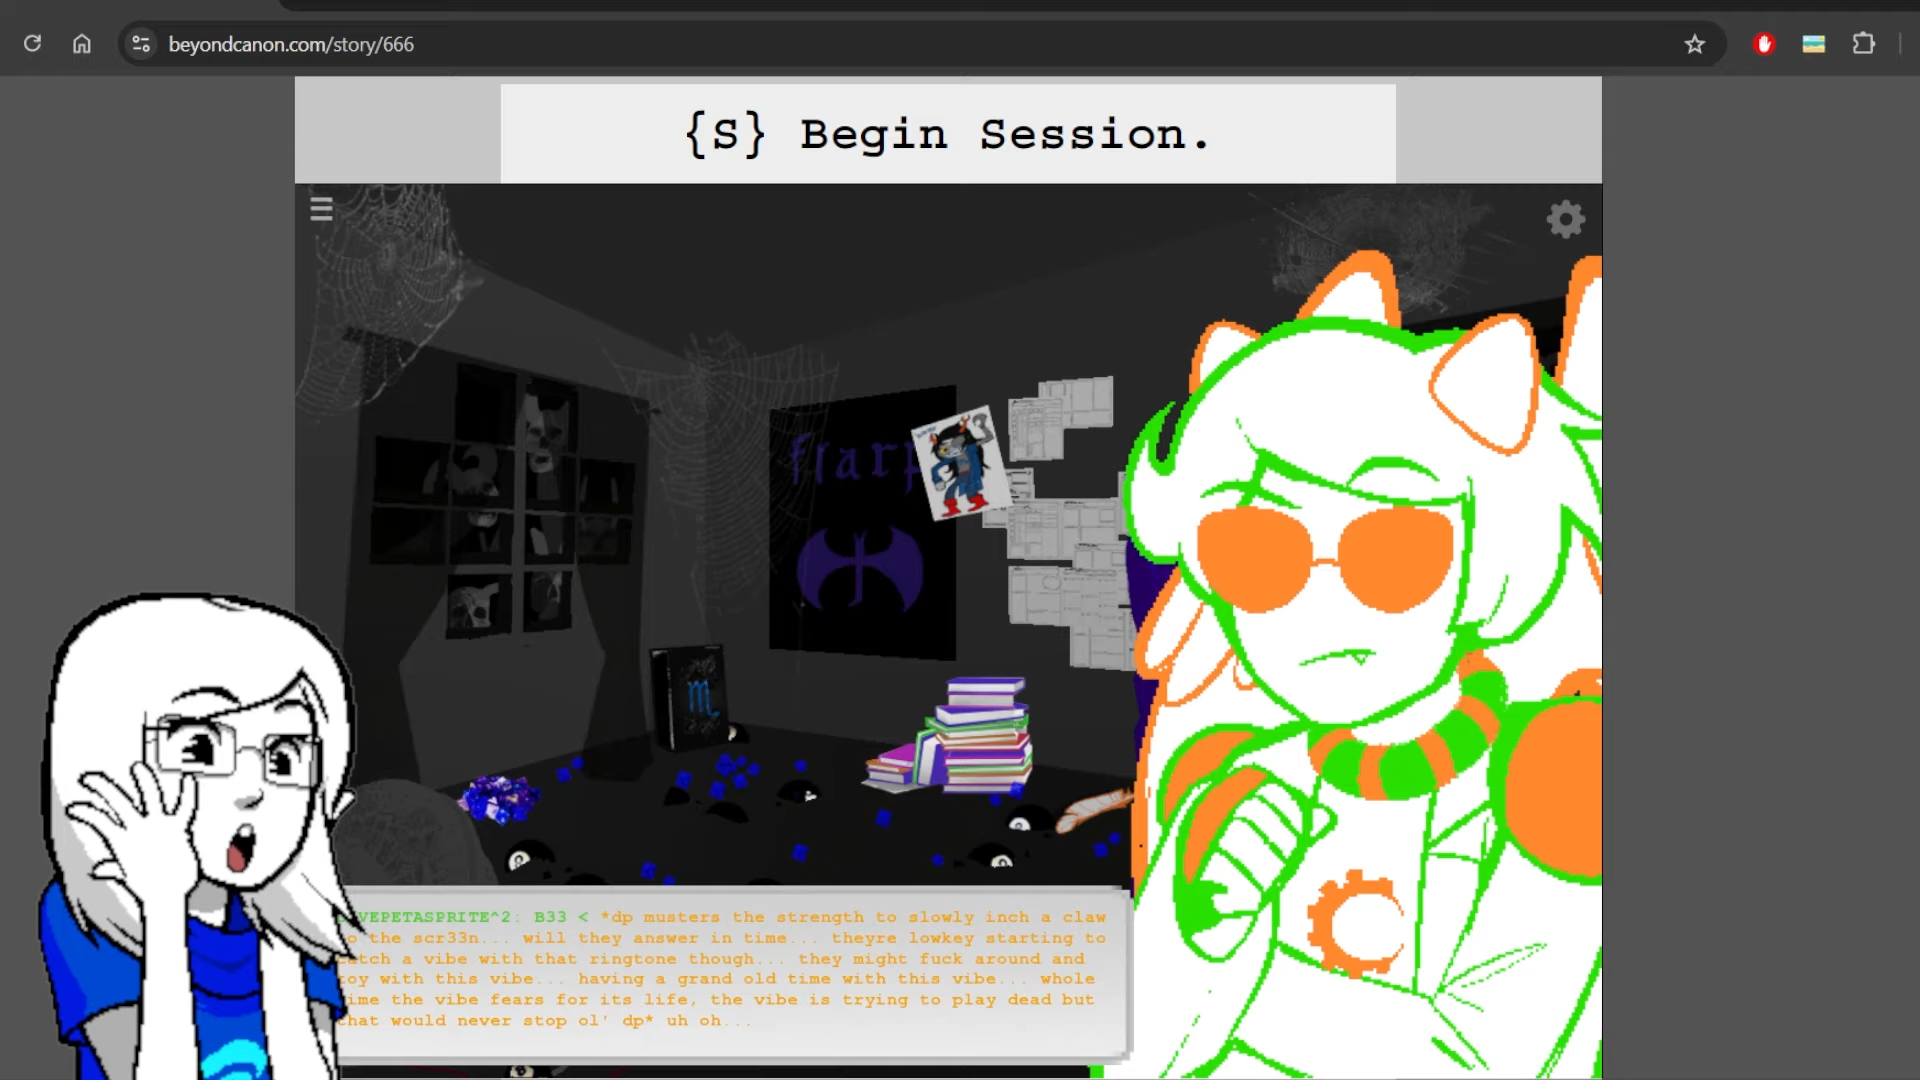 beyondcanon.com/story/666
{S} Begin Session.
VEPETASPRITE^2: B33 < *dp musters the strength to slowly inch a claw
the scr33n... will they answer in time... theyre lowkey starting to
a vibe with that ringtone though... they might fuck around and
toy with this vibe... having a grand old time with this vibe... whole
the vibe fears for its life, the vibe is trying to play dead but
that would never stop ol' dp* uh oh...